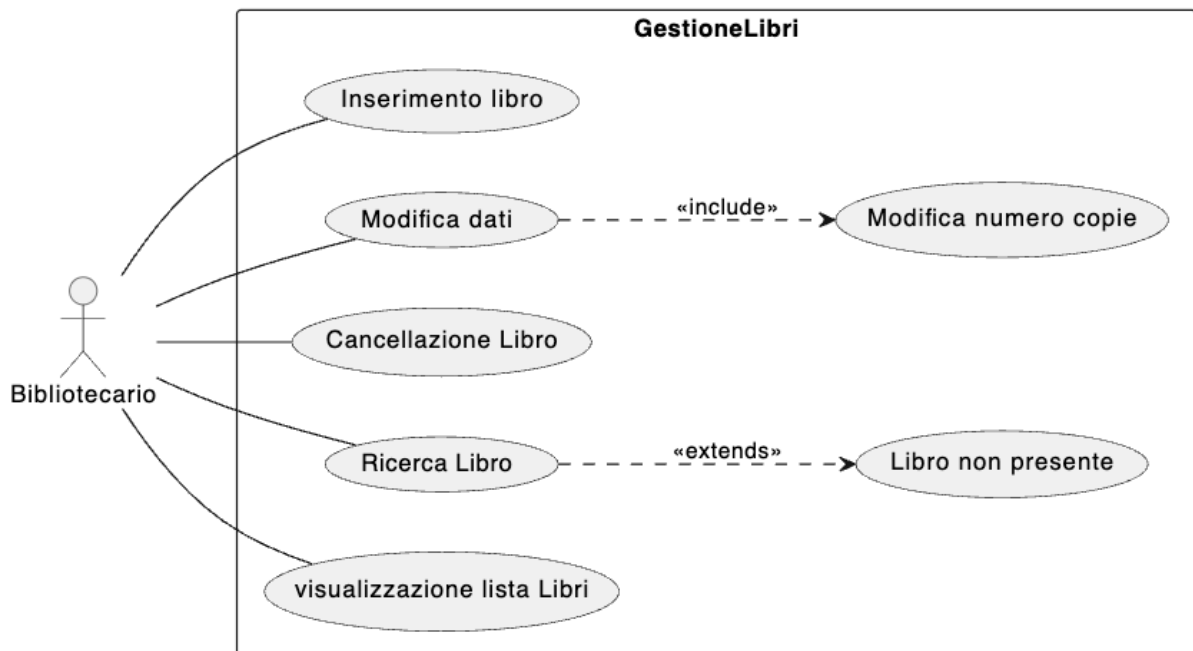 GestioneLibri
Inserimento libro
Modifica dati
«include»
Modifica numero copie
Cancellazione Libro
Bibliotecario
Ricerca Libro
«extends»
Libro non presente
visualizzazione lista Libri